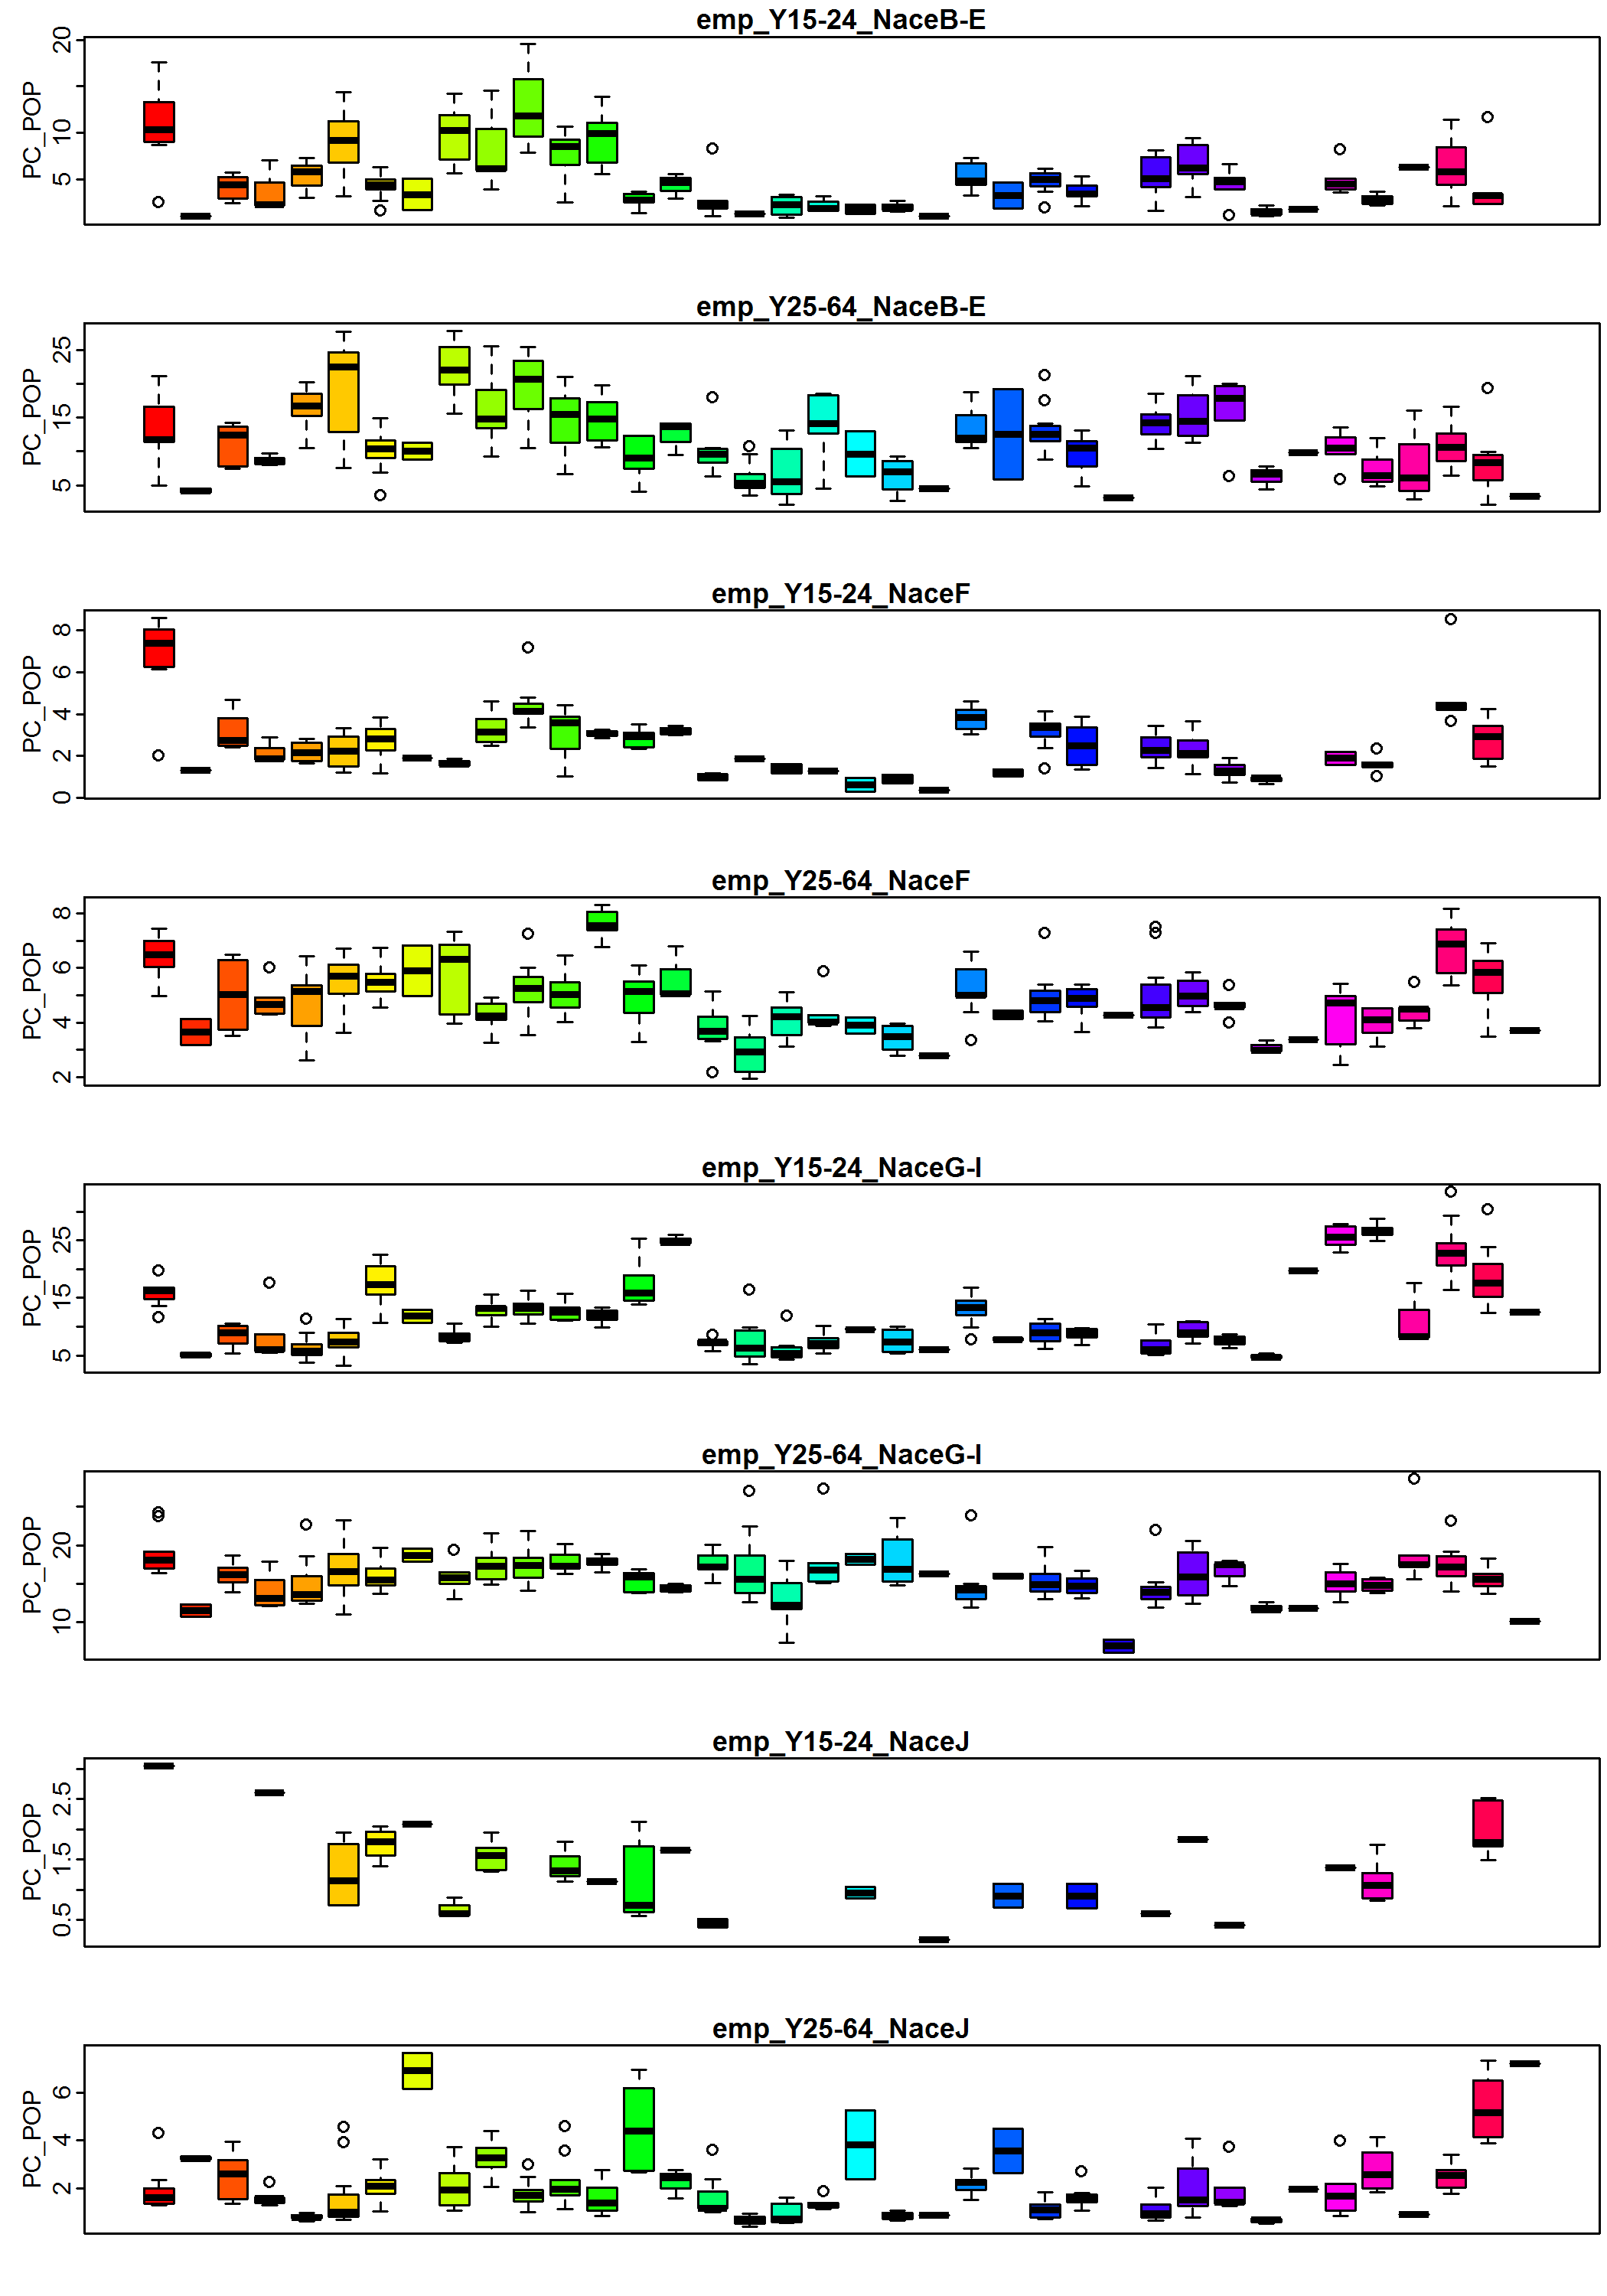 emp_Y15-24_NaceB-E
PC_POP
5
10
20
emp_Y25-64_NaceB-E
PC_POP
5
15
25
emp_Y15-24_NaceF
PC_POP
0
2
4
6
8
emp_Y25-64_NaceF
PC_POP
2
4
6
8
emp_Y15-24_NaceG-I
PC_POP
5
15
25
emp_Y25-64_NaceG-I
PC_POP
10
20
emp_Y15-24_NaceJ
PC_POP
0.5
1.5
2.5
emp_Y25-64_NaceJ
PC_POP
2
4
6